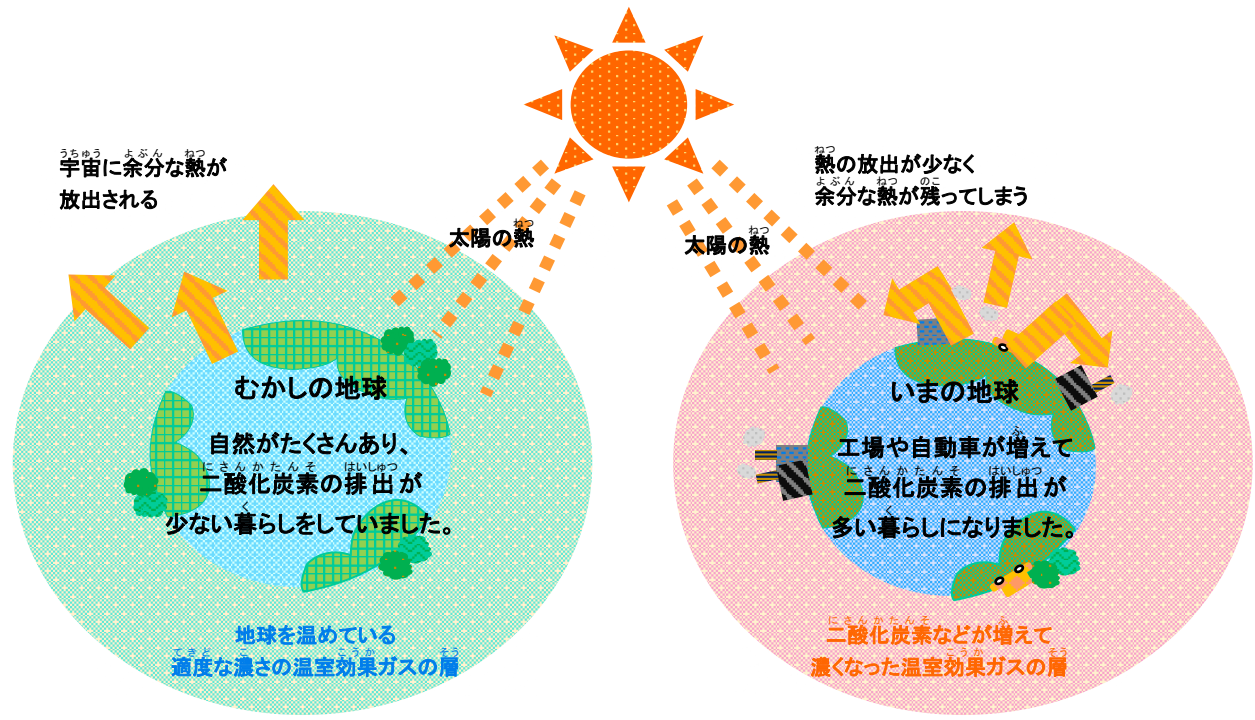 宇宙に余分な熱が
放出される
太陽の熱
むかしの地球
自然がたくさんあり、
二酸化炭素の排出が
少ない暮らしをしていました。
地球を温めている
適度な濃さの温室効果ガスの層
熱の放出が少なく
余分な熱が残ってしまう
太陽の熱
いまの地球
工場や自動車が増えて
二酸化炭素の排出が
多い暮らしになりました。
二酸化炭素などが増えて
濃くなった温室効果ガスの層